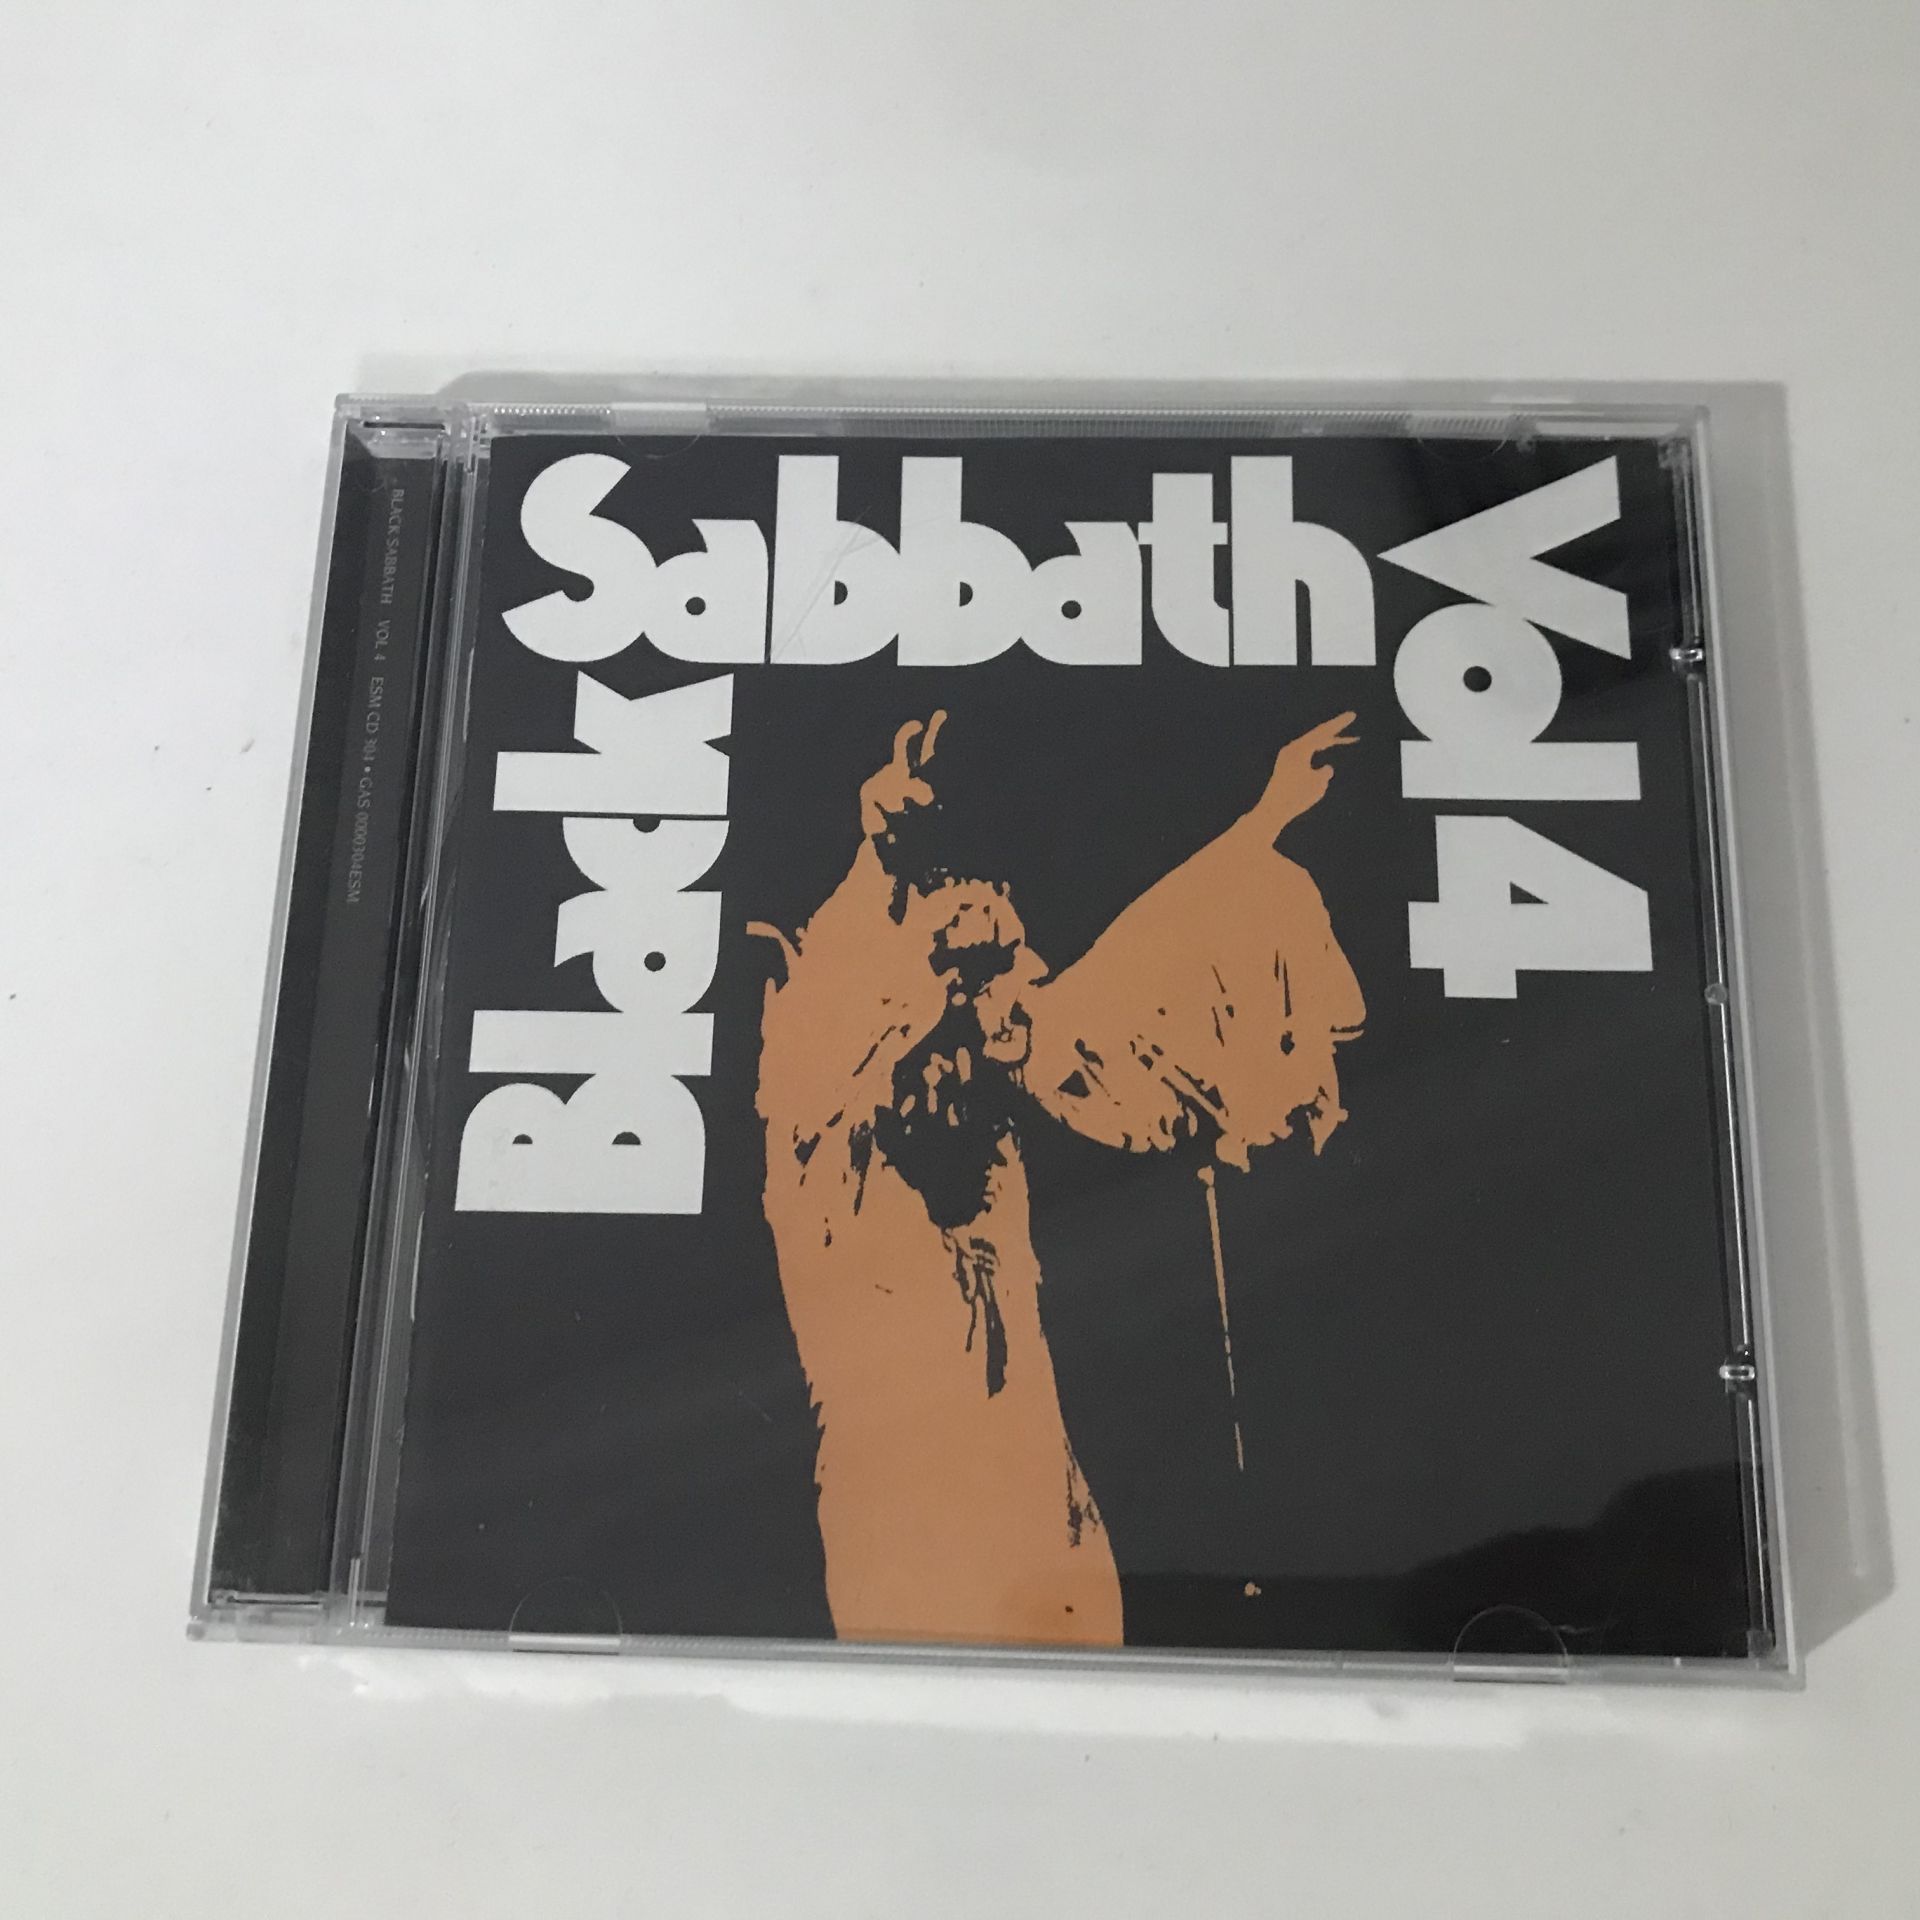 Black
Sabbath
Vol 4
BLACK SABBATH VOL 4 ESM CD 304 • GAS 0000304ESM